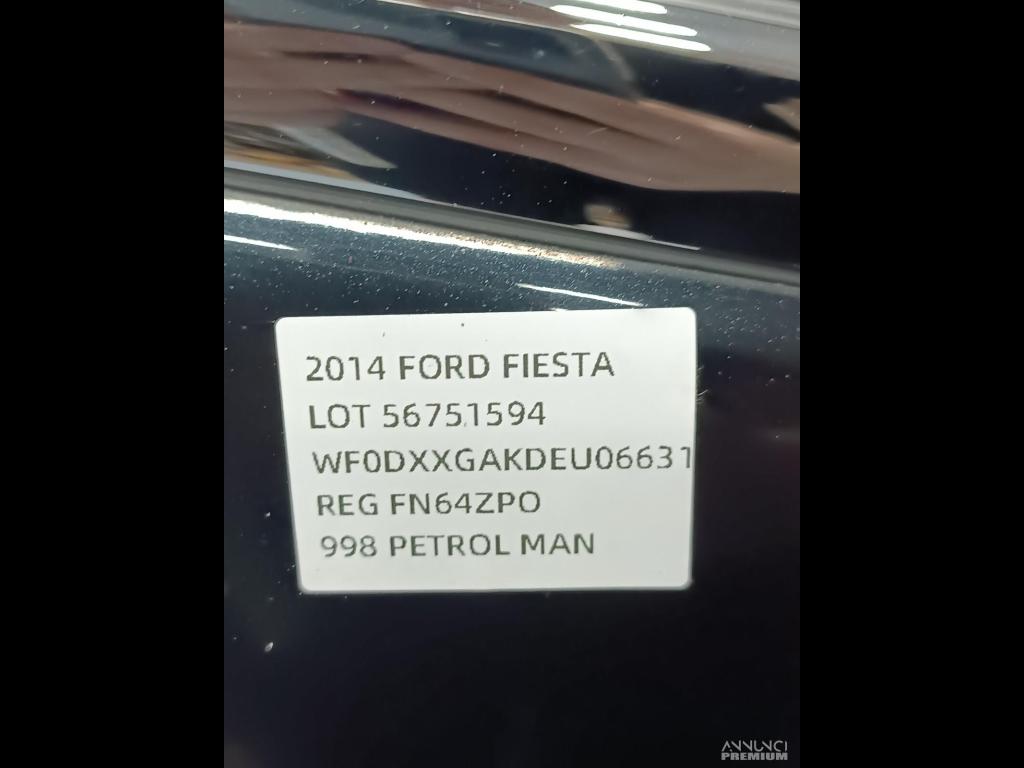 2014 FORD FIESTA
LOT 56751594
WF0DXXGAKDEU06631
REG FN64ZPO
998 PETROL MAN
ANNUNCI
PREMIUM